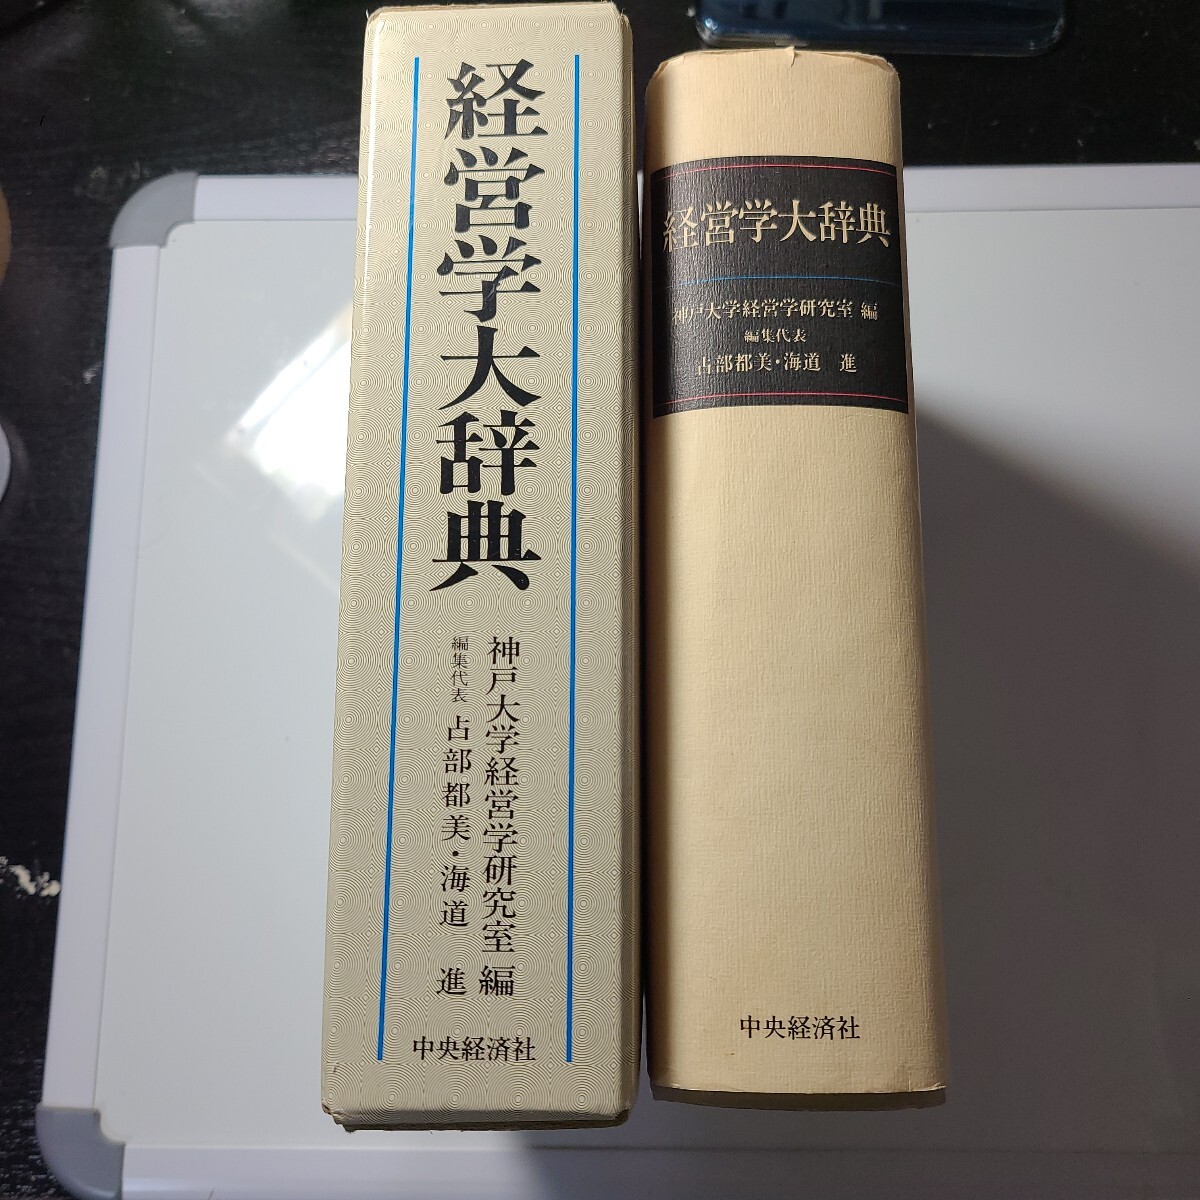 経営学大辞典
神戸大学経営学研究室 編
編集代表 占部都美・海道 進
中央経済社
経営学大辞典
神戸大学経営学研究室 編
編集代表
占部都美・海道 進
中央経済社